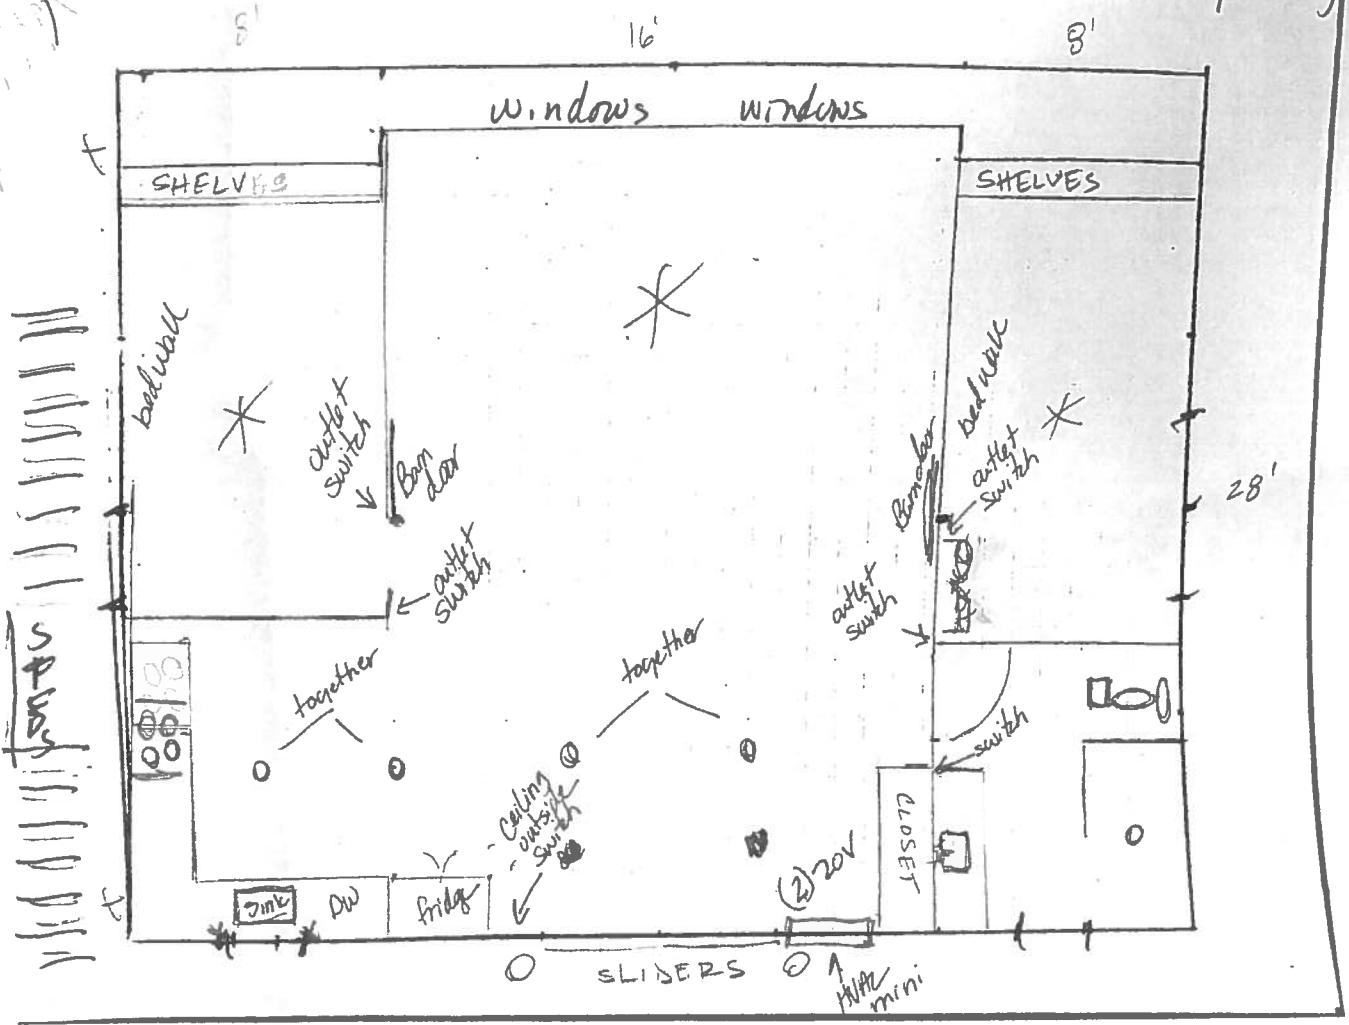 8'
16'
8'
windows windows
SHELVES
SHELVES
bedwall
outlet
switch
Barn
door
outlet
switch
Barndoor
bedwall
outlet
switch
28'
outlet
switch
together
together
switch
ceiling
outside
switch
CLOSET
(2) 20V
Sink
DW
fridge
SLIDERS
HVAC
mini